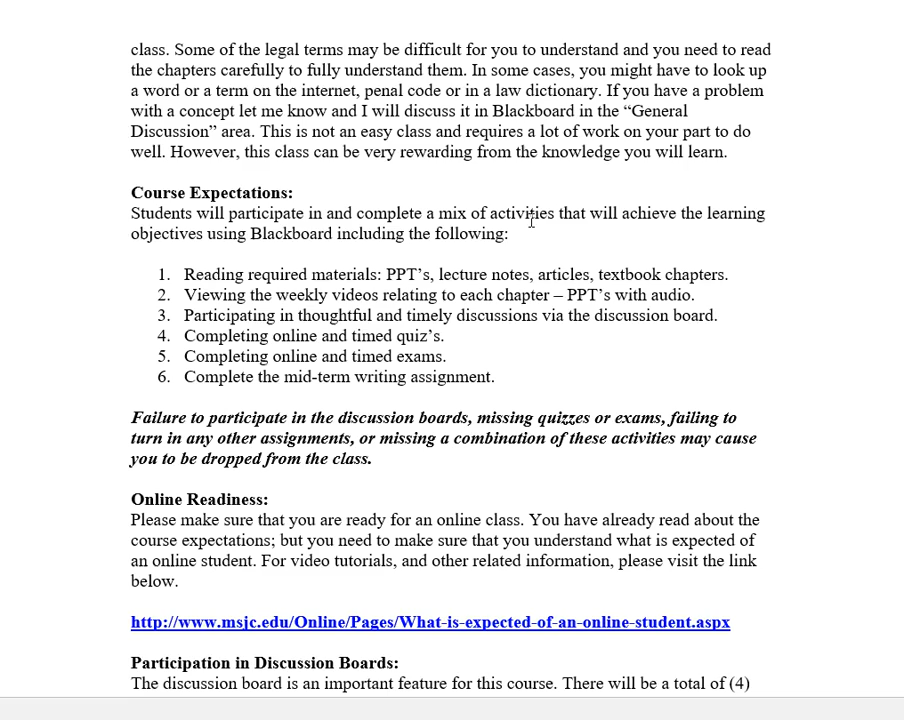 class. Some of the legal terms may be difficult for you to understand and you need to read
the chapters carefully to fully understand them. In some cases, you might have to look up
a word or a term on the internet, penal code or in a law dictionary. If you have a problem
with a concept let me know and I will discuss it in Blackboard in the “General
Discussion” area. This is not an easy class and requires a lot of work on your part to do
well. However, this class can be very rewarding from the knowledge you will learn.
Course Expectations:
Students will participate in and complete a mix of activities that will achieve the learning
objectives using Blackboard including the following:
1. Reading required materials: PPT’s, lecture notes, articles, textbook chapters.
2. Viewing the weekly videos relating to each chapter – PPT’s with audio.
3. Participating in thoughtful and timely discussions via the discussion board.
4. Completing online and timed quiz’s.
5. Completing online and timed exams.
6. Complete the mid-term writing assignment.
Failure to participate in the discussion boards, missing quizzes or exams, failing to
turn in any other assignments, or missing a combination of these activities may cause
you to be dropped from the class.
Online Readiness:
Please make sure that you are ready for an online class. You have already read about the
course expectations; but you need to make sure that you understand what is expected of
an online student. For video tutorials, and other related information, please visit the link
below.
http://www.msjc.edu/Online/Pages/What-is-expected-of-an-online-student.aspx
Participation in Discussion Boards:
The discussion board is an important feature for this course. There will be a total of (4)